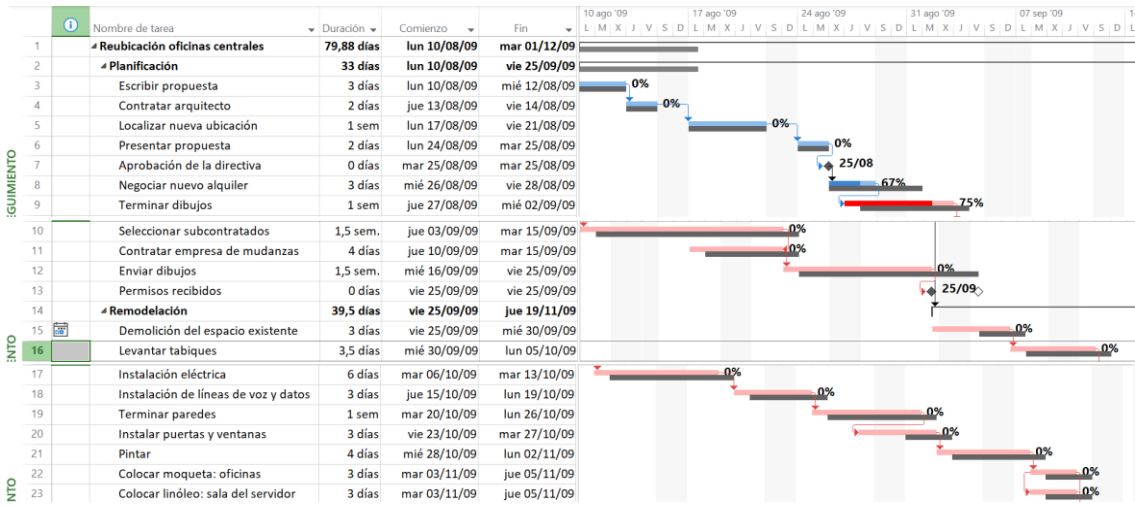 10 ago '09 17 ago '09 24 ago '09 31 ago '09 07 sep '09 14
Nombre de tarea Duración Comienzo Fin L M X J V S D L M X J V S D L M X J V S D L M X J V S D L M X J V S D L
1 Reubicación oficinas centrales 79,88 días lun 10/08/09 mar 01/12/09
2 Planificación 33 días lun 10/08/09 vie 25/09/09
3 Escribir propuesta 3 días lun 10/08/09 mié 12/08/09 0%
4 Contratar arquitecto 2 días jue 13/08/09 vie 14/08/09 0%
5 Localizar nueva ubicación 1 sem lun 17/08/09 vie 21/08/09 0%
6 Presentar propuesta 2 días lun 24/08/09 mar 25/08/09 0%
7 Aprobación de la directiva 0 días mar 25/08/09 mar 25/08/09 25/08
8 Negociar nuevo alquiler 3 días mié 26/08/09 vie 28/08/09 67%
9 Terminar dibujos 1 sem jue 27/08/09 mié 02/09/09 75%
GUIMIENTO
10 Seleccionar subcontratados 1,5 sem. jue 03/09/09 mar 15/09/09 0%
11 Contratar empresa de mudanzas 4 días jue 10/09/09 mar 15/09/09 0%
12 Enviar dibujos 1,5 sem. mié 16/09/09 vie 25/09/09 0%
13 Permisos recibidos 0 días vie 25/09/09 vie 25/09/09 25/09
14 Remodelación 39,5 días vie 25/09/09 jue 19/11/09
15 Demolición del espacio existente 3 días vie 25/09/09 mié 30/09/09 0%
16 Levantar tabiques 3,5 días mié 30/09/09 lun 05/10/09 0%
ENTO
17 Instalación eléctrica 6 días mar 06/10/09 mar 13/10/09 0%
18 Instalación de líneas de voz y datos 3 días jue 15/10/09 lun 19/10/09 0%
19 Terminar paredes 1 sem mar 20/10/09 lun 26/10/09 0%
20 Instalar puertas y ventanas 3 días vie 23/10/09 mar 27/10/09 0%
21 Pintar 4 días mié 28/10/09 lun 02/11/09 0%
22 Colocar moqueta: oficinas 3 días mar 03/11/09 jue 05/11/09 0%
23 Colocar linóleo: sala del servidor 3 días mar 03/11/09 jue 05/11/09 0%
NTO